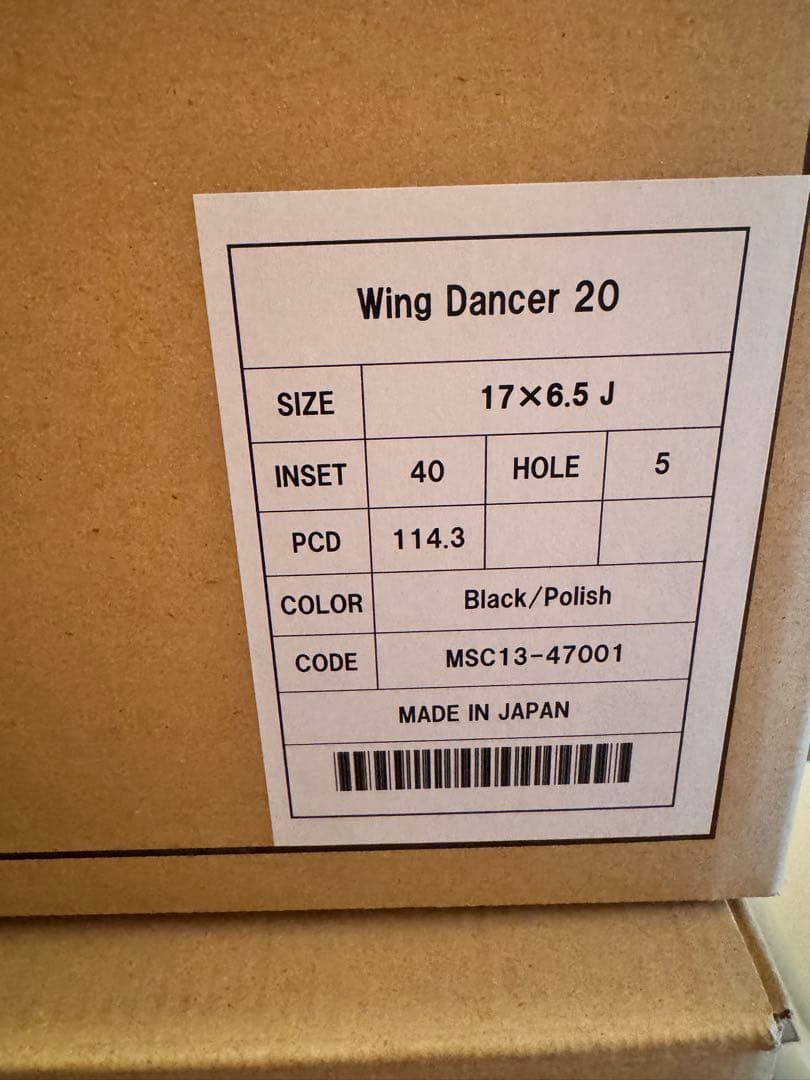 Wing Dancer 20
SIZE 17×6.5 J
INSET 40 HOLE 5
PCD 114.3
COLOR Black/Polish
CODE MSC13-47001
MADE IN JAPAN